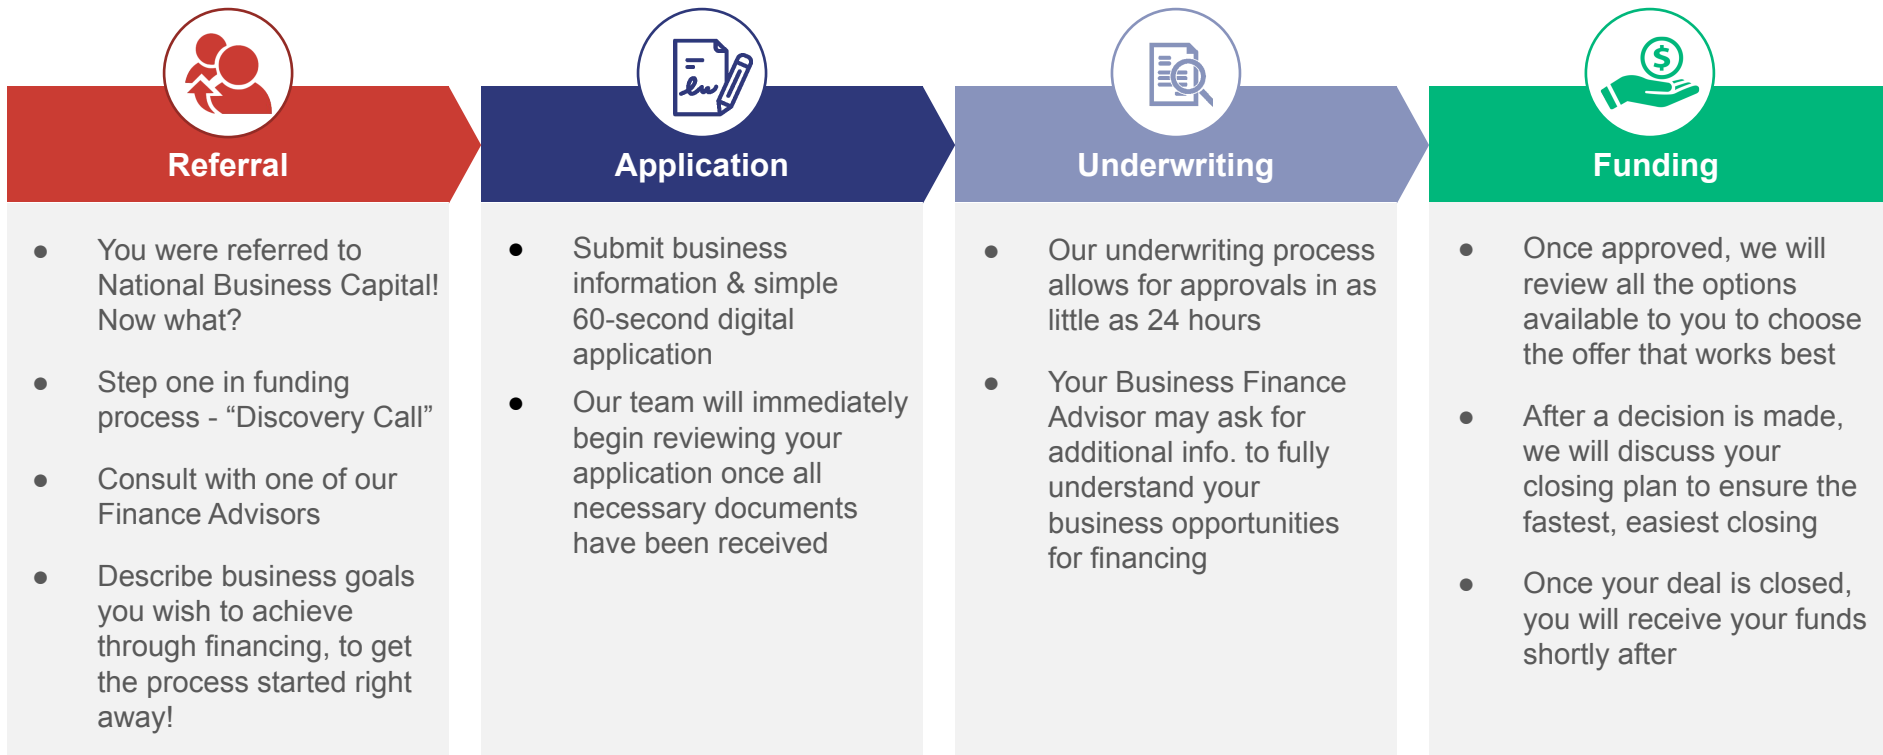 Referral
● You were referred to
National Business Capital!
Now what?
● Step one in funding
process - “Discovery Call”
● Consult with one of our
Finance Advisors
● Describe business goals
you wish to achieve
through financing, to get
the process started right
away!
Application
● Submit business
information & simple
60-second digital
application
● Our team will immediately
begin reviewing your
application once all
necessary documents
have been received
Underwriting
● Our underwriting process
allows for approvals in as
little as 24 hours
● Your Business Finance
Advisor may ask for
additional info. to fully
understand your
business opportunities
for financing
$
Funding
● Once approved, we will
review all the options
available to you to choose
the offer that works best
● After a decision is made,
we will discuss your
closing plan to ensure the
fastest, easiest closing
● Once your deal is closed,
you will receive your funds
shortly after